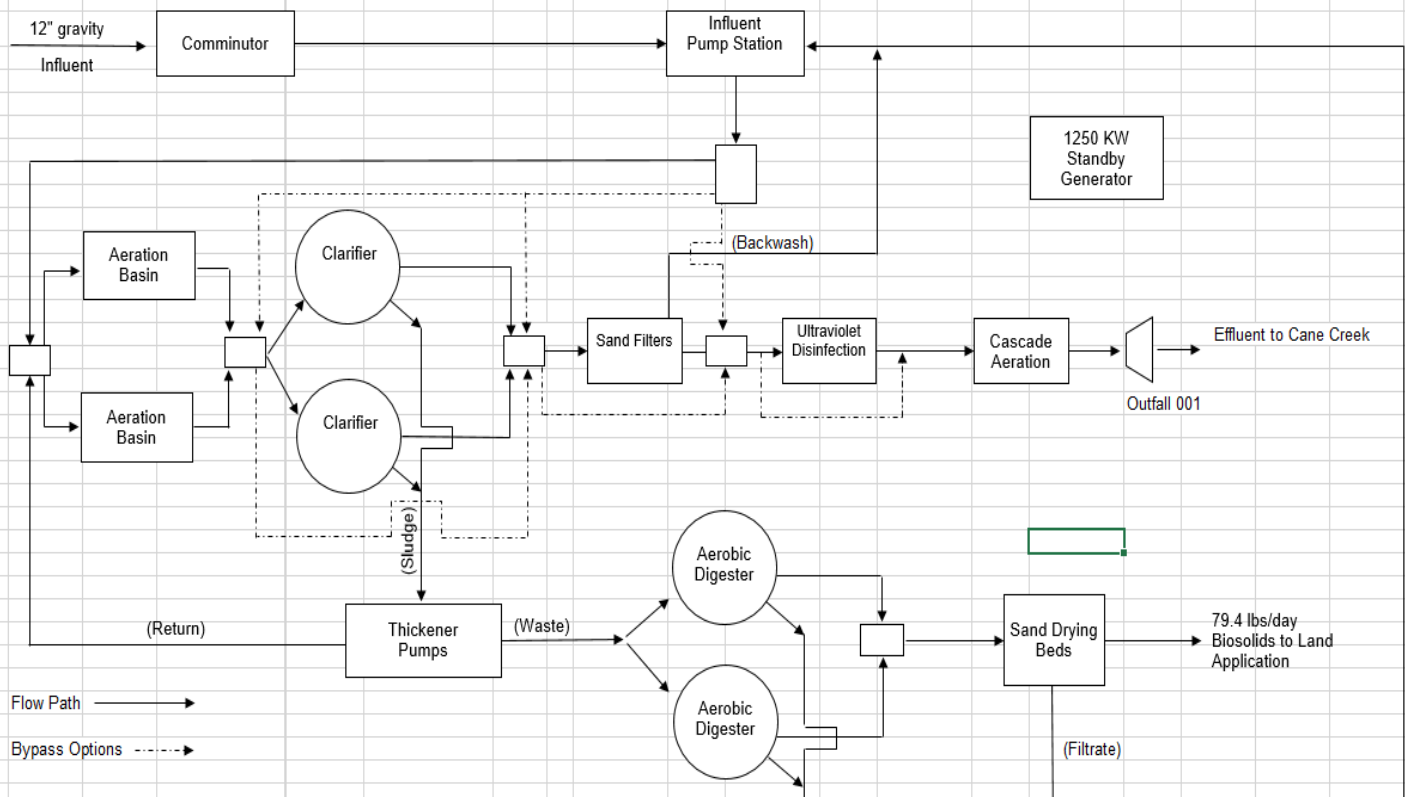 12" gravity
Influent
Comminutor
Influent
Pump Station
1250 KW
Standby
Generator
(Backwash)
Aeration
Basin
Clarifier
Sand Filters
Ultraviolet
Disinfection
Cascade
Aeration
Effluent to Cane Creek
Outfall 001
Aeration
Basin
Clarifier
(Sludge)
Aerobic
Digester
(Return)
Thickener
Pumps
(Waste)
Sand Drying
Beds
79.4 lbs/day
Biosolids to Land
Application
Flow Path
Aerobic
Digester
Bypass Options
(Filtrate)